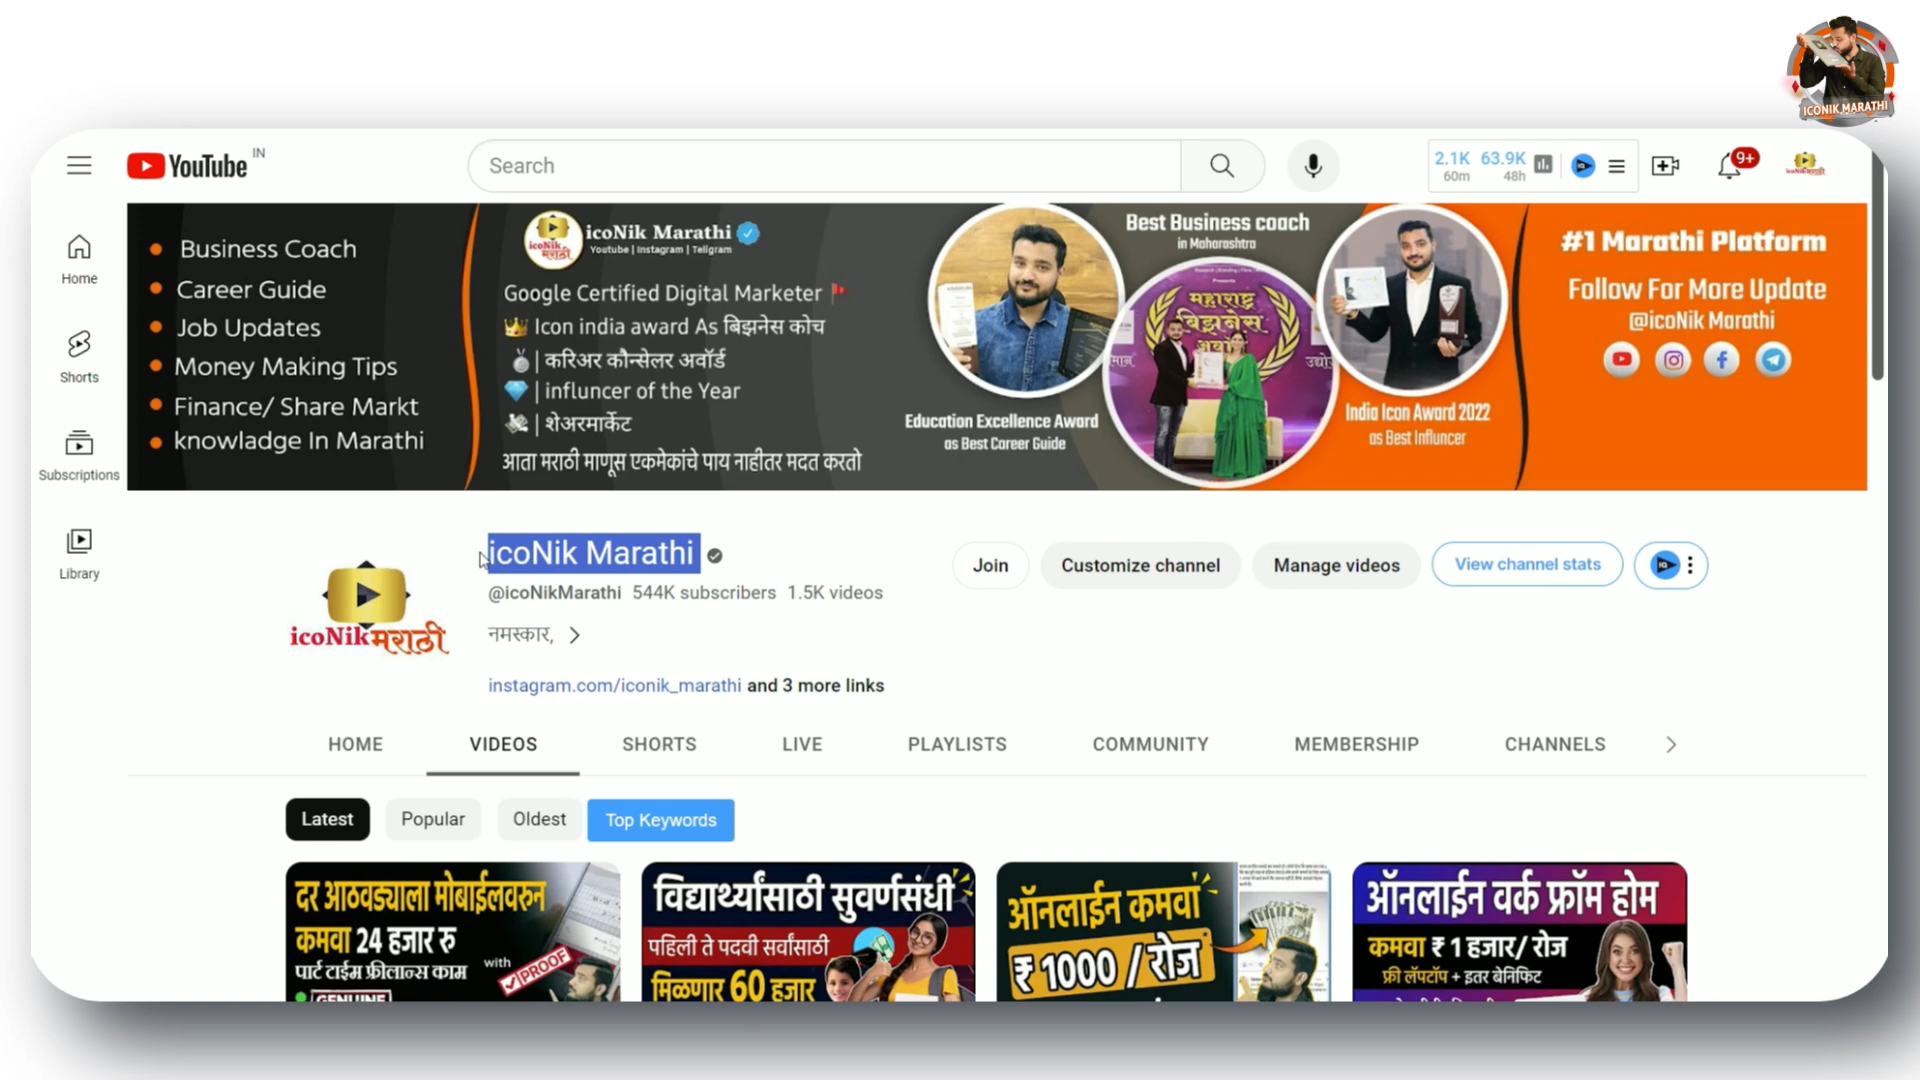 ICONIK MARATHI
YouTube IN
Search
2.1K 63.9K
60m 48h
9+
Home
Shorts
Subscriptions
Library
Business Coach
Career Guide
Job Updates
Money Making Tips
Finance/ Share Markt
knowladge In Marathi
icoNik Marathi
Youtube | Instagram | Teligram
Google Certified Digital Marketer
Icon india award As बिझनेस कोच
| करिअर कौन्सेलर अवॉर्ड
| influncer of the Year
| शेअरमार्केट
आता मराठी माणूस एकमेकांचे पाय नाहीतर मदत करतो
Education Excellence Award
as Best Career Guide
Best Business coach
in Maharashtra
महाराष्ट्र
बिझनेस
अवॉ
India Icon Award 2022
as Best Influncer
#1 Marathi Platform
Follow For More Update
@icoNik Marathi
icoNik मराठी
icoNik Marathi
@icoNikMarathi 544K subscribers 1.5K videos
नमस्कार,
instagram.com/iconik_marathi and 3 more links
Join
Customize channel
Manage videos
View channel stats
HOME VIDEOS SHORTS LIVE PLAYLISTS COMMUNITY MEMBERSHIP CHANNELS
Latest Popular Oldest Top Keywords
दर आठवड्याला मोबाईलवरुन
कमवा 24 हजार रु
पार्ट टाईम फ्रीलान्स काम
with
PROOF
GENUINE
विद्यार्थ्यांसाठी सुवर्णसंधी
पहिली ते पदवी सर्वांसाठी
मिळणार 60 हजार
ऑनलाईन कमवा
₹ 1000 / रोज
ऑनलाईन वर्क फ्रॉम होम
कमवा ₹ 1 हजार/ रोज
फ्री लॅपटॉप + इतर बेनिफिट